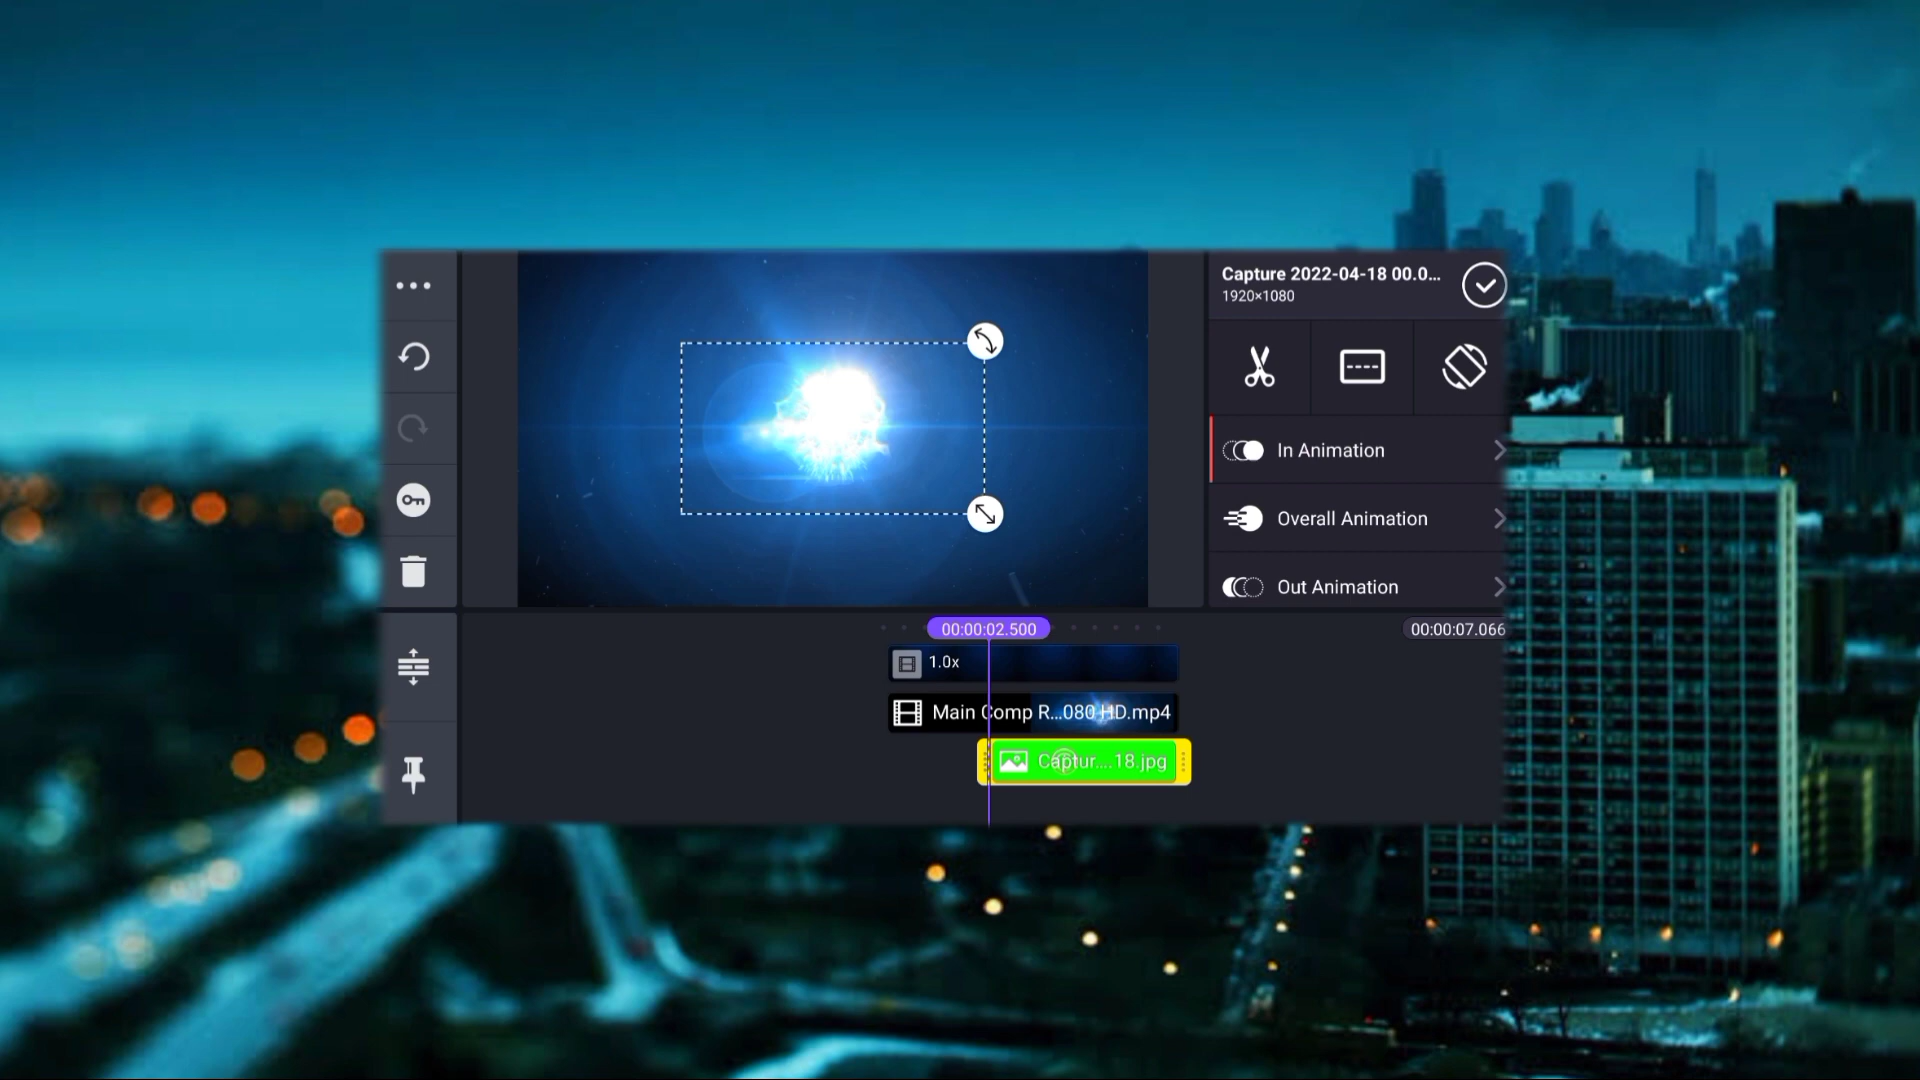 Capture 2022-04-18 00.0...
1920×1080
In Animation
Overall Animation
Out Animation
00:00:02.500
00:00:07.066
1.0x
Main Comp R...080 HD.mp4
Captur....18.jpg